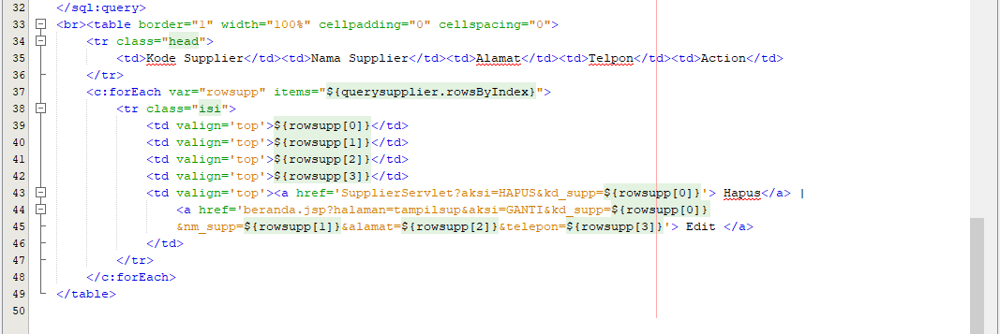 32 </sql:query>
33 <br><table border="1" width="100%" cellpadding="0" cellspacing="0">
34 <tr class="head">
35 <td>Kode Supplier</td><td>Nama Supplier</td><td>Alamat</td><td>Telpon</td><td>Action</td>
36 </tr>
37 <c:forEach var="rowsupp" items="${querysupplier.rowsByIndex}">
38 <tr class="isi">
39 <td valign='top'>${rowsupp[0]}</td>
40 <td valign='top'>${rowsupp[1]}</td>
41 <td valign='top'>${rowsupp[2]}</td>
42 <td valign='top'>${rowsupp[3]}</td>
43 <td valign='top'><a href='SupplierServlet?aksi=HAPUS&kd_supp=${rowsupp[0]}'> Hapus</a> |
44 <a href='beranda.jsp?halaman=tampilsup&aksi=GANTI&kd_supp=${rowsupp[0]}
45 &nm_supp=${rowsupp[1]}&alamat=${rowsupp[2]}&telepon=${rowsupp[3]}'> Edit </a>
46 </td>
47 </tr>
48 </c:forEach>
49 </table>
50